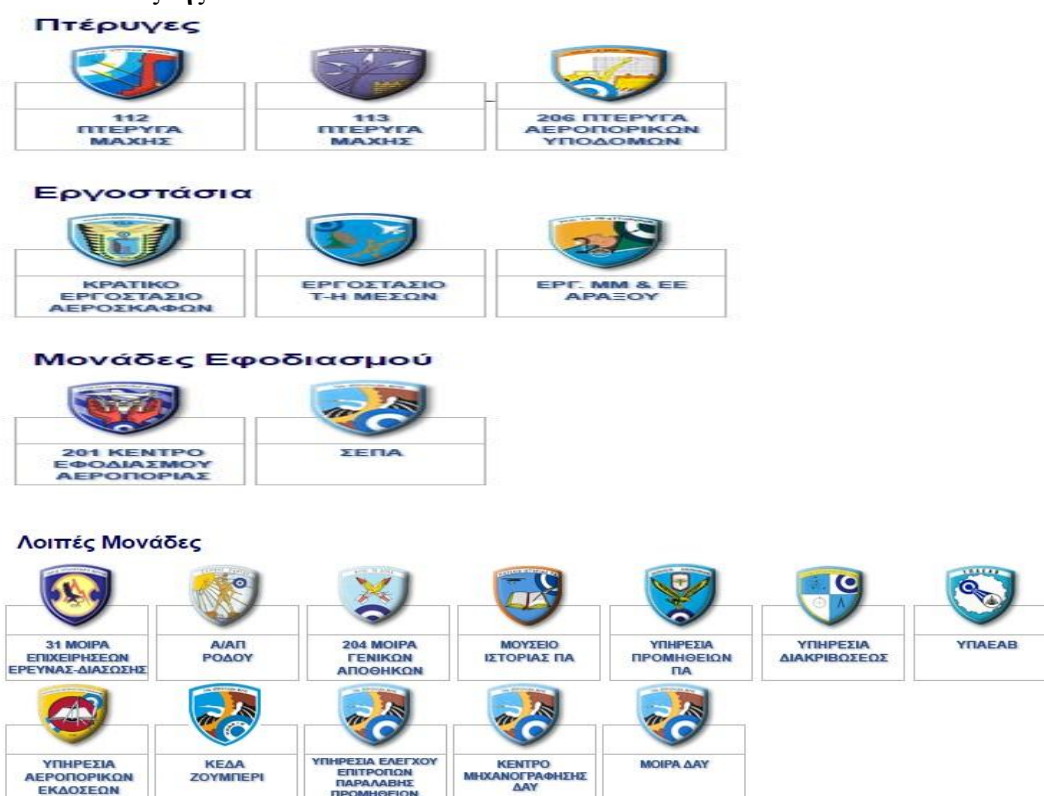 Πτέρυγες
112
ΠΤΕΡΥΓΑ
ΜΑΧΗΣ
113
ΠΤΕΡΥΓΑ
ΜΑΧΗΣ
206 ΠΤΕΡΥΓΑ
ΑΕΡΟΠΟΡΙΚΩΝ
ΥΠΟΔΟΜΩΝ
Εργοστάσια
ΚΡΑΤΙΚΟ
ΕΡΓΟΣΤΑΣΙΟ
ΑΕΡΟΣΚΑΦΩΝ
ΕΡΓΟΣΤΑΣΙΟ
Τ-Η ΜΕΣΩΝ
ΕΡΓ. ΜΜ & ΕΕ
ΑΡΑΞΟΥ
Μονάδες Εφοδιασμού
201 ΚΕΝΤΡΟ
ΕΦΟΔΙΑΣΜΟΥ
ΑΕΡΟΠΟΡΙΑΣ
ΣΕΠΑ
Λοιπές Μονάδες
31 ΜΟΙΡΑ
ΕΠΙΧΕΙΡΗΣΕΩΝ
ΕΡΕΥΝΑΣ-ΔΙΑΣΩΣΗΣ
Α/ΑΠ
ΡΟΔΟΥ
204 ΜΟΙΡΑ
ΓΕΝΙΚΩΝ
ΑΠΟΘΗΚΩΝ
ΜΟΥΣΕΙΟ
ΙΣΤΟΡΙΑΣ ΠΑ
ΥΠΗΡΕΣΙΑ
ΠΡΟΜΗΘΕΙΩΝ
ΠΑ
ΥΠΗΡΕΣΙΑ
ΔΙΑΚΡΙΒΩΣΕΩΣ
ΥΠΑΕΑΒ
ΥΠΗΡΕΣΙΑ
ΑΕΡΟΠΟΡΙΚΩΝ
ΕΚΔΟΣΕΩΝ
ΚΕΔΑ
ΖΟΥΜΠΕΡΙ
ΥΠΗΡΕΣΙΑ ΕΛΕΓΧΟΥ
ΕΠΙΤΡΟΠΩΝ
ΠΑΡΑΛΑΒΗΣ
ΠΡΟΜΗΘΕΙΩΝ
ΚΕΝΤΡΟ
ΜΗΧΑΝΟΓΡΑΦΗΣΗΣ
ΔΑΥ
ΜΟΙΡΑ ΔΑΥ